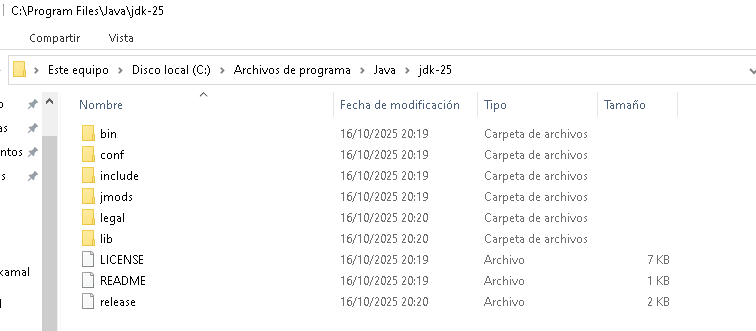 C:\Program Files\Java\jdk-25
Compartir Vista
Este equipo > Disco local (C:) > Archivos de programa > Java > jdk-25
Nombre Fecha de modificación Tipo Tamaño
bin 16/10/2025 20:19 Carpeta de archivos
conf 16/10/2025 20:19 Carpeta de archivos
include 16/10/2025 20:19 Carpeta de archivos
jmods 16/10/2025 20:19 Carpeta de archivos
legal 16/10/2025 20:20 Carpeta de archivos
lib 16/10/2025 20:20 Carpeta de archivos
LICENSE 16/10/2025 20:19 Archivo 7 KB
README 16/10/2025 20:19 Archivo 1 KB
release 16/10/2025 20:20 Archivo 2 KB